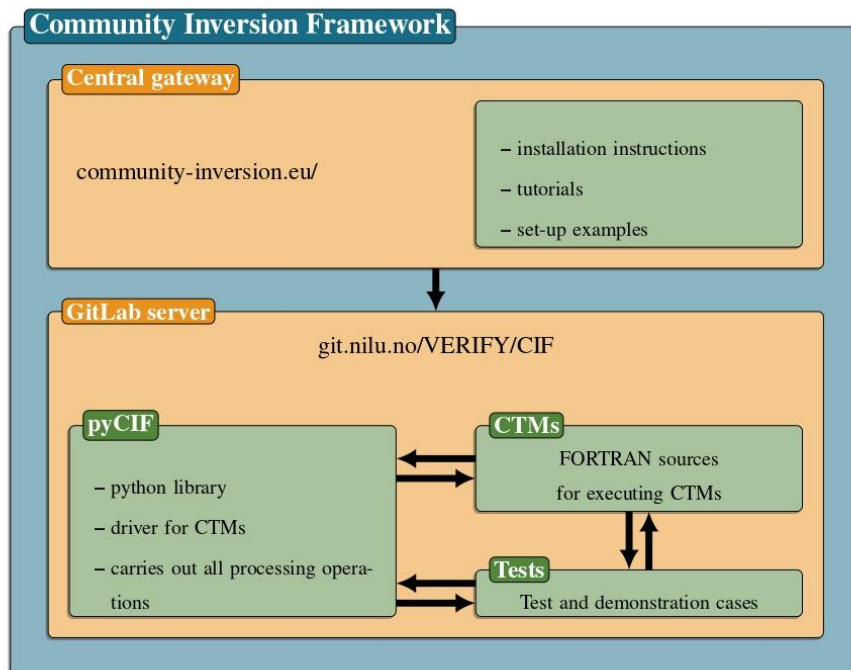 Community Inversion Framework
Central gateway
community-inversion.eu/
– installation instructions
– tutorials
– set-up examples
GitLab server
git.nilu.no/VERIFY/CIF
pyCIF
– python library
– driver for CTMs
– carries out all processing opera-
tions
CTMs
FORTRAN sources
for executing CTMs
Tests
Test and demonstration cases